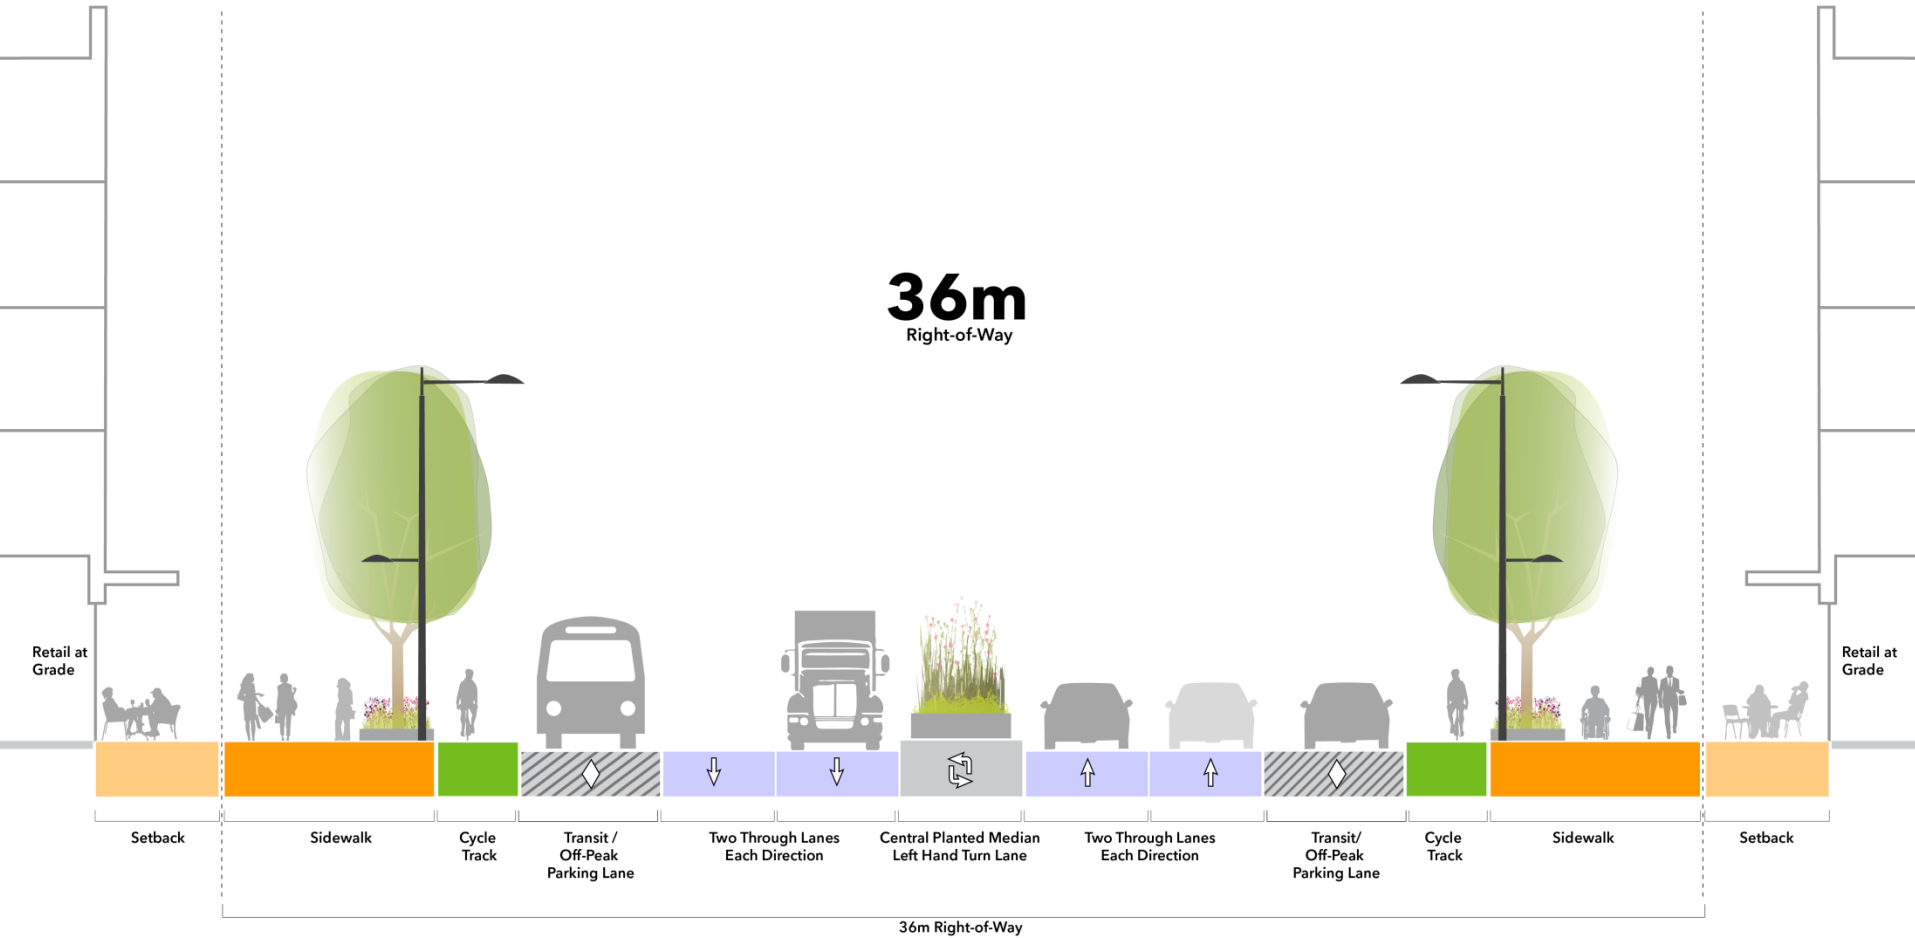 36m
Right-of-Way
Retail at
Grade
Retail at
Grade
Setback
Sidewalk
Cycle
Track
Transit /
Off-Peak
Parking Lane
Two Through Lanes
Each Direction
Central Planted Median
Left Hand Turn Lane
Two Through Lanes
Each Direction
Transit/
Off-Peak
Parking Lane
Cycle
Track
Sidewalk
Setback
36m Right-of-Way